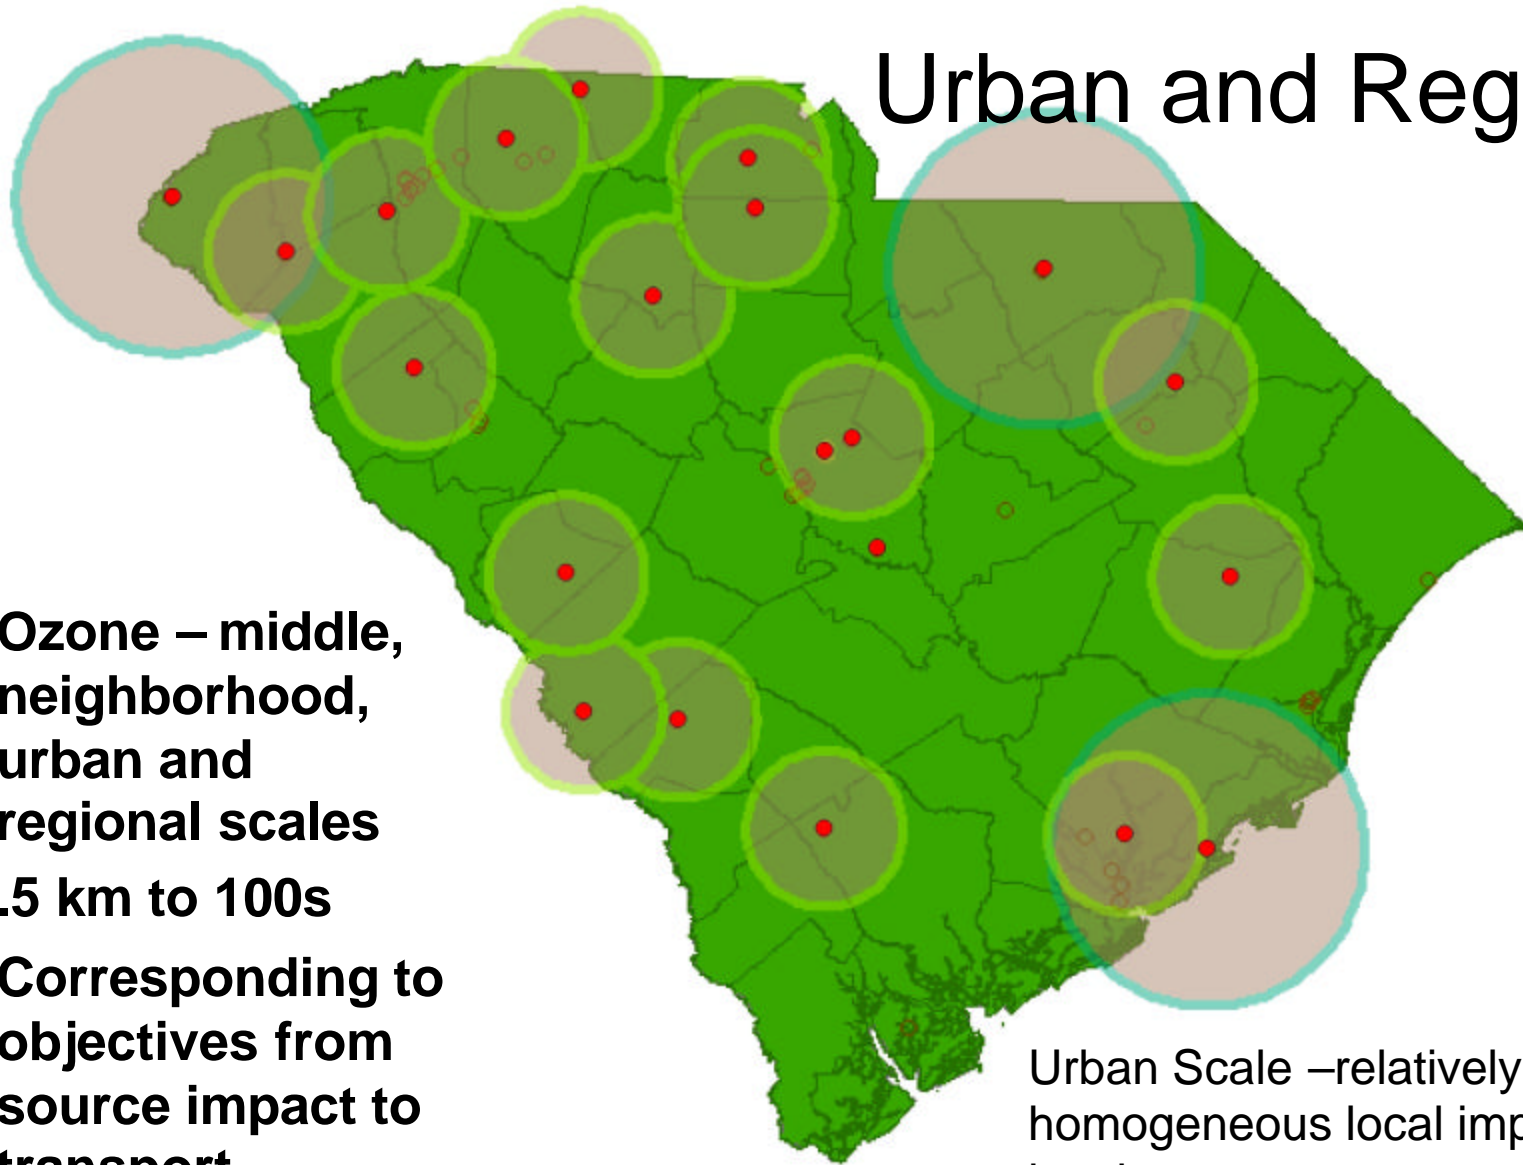 Urban and Reg
Ozone – middle,
neighborhood,
urban and
regional scales
.5 km to 100s
Corresponding to
objectives from
source impact to
transport
Urban Scale –relatively
homogeneous local imp